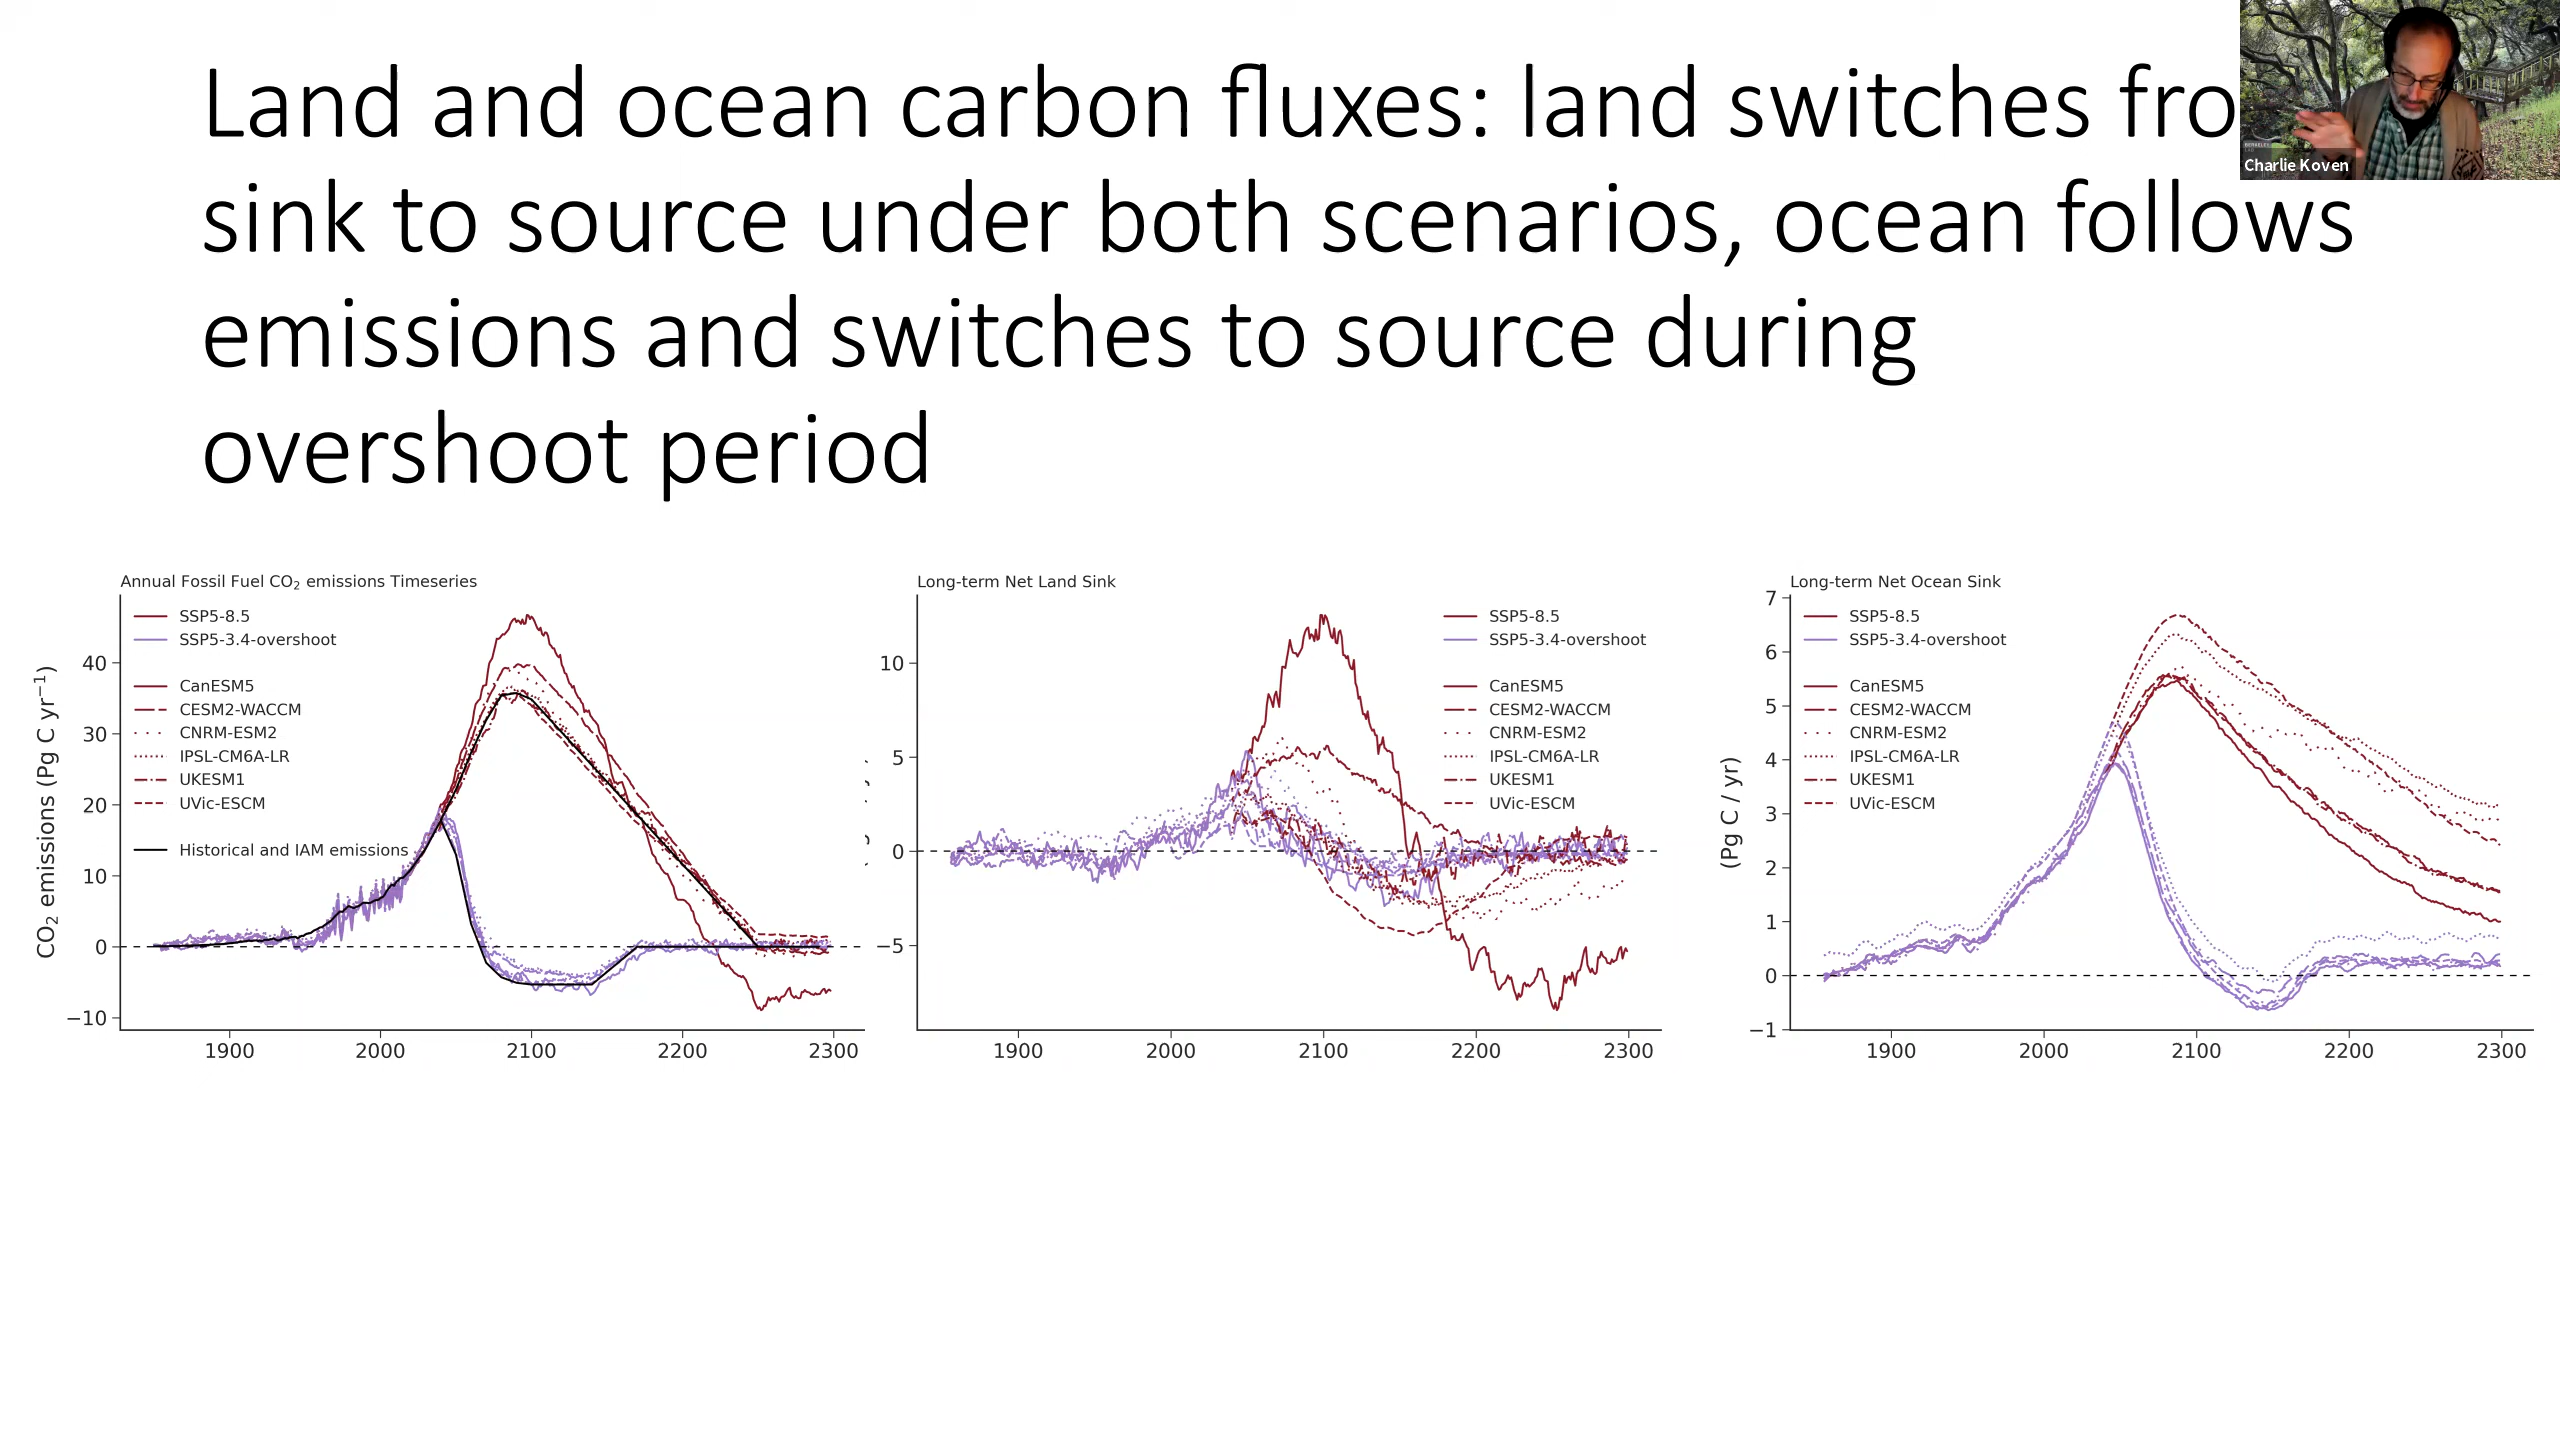 Land and ocean carbon fluxes: land switches fro
sink to source under both scenarios, ocean follows
emissions and switches to source during
overshoot period
Charlie Koven
Annual Fossil Fuel CO₂ emissions Timeseries
CO₂ emissions (Pg C yr⁻¹)
40
30
20
10
0
−10
SSP5-8.5
SSP5-3.4-overshoot
CanESM5
CESM2-WACCM
CNRM-ESM2
IPSL-CM6A-LR
UKESM1
UVic-ESCM
Historical and IAM emissions
1900 2000 2100 2200 2300
Long-term Net Land Sink
10
5
0
−5
SSP5-8.5
SSP5-3.4-overshoot
CanESM5
CESM2-WACCM
CNRM-ESM2
IPSL-CM6A-LR
UKESM1
UVic-ESCM
1900 2000 2100 2200 2300
Long-term Net Ocean Sink
(Pg C / yr)
7
6
5
4
3
2
1
0
−1
SSP5-8.5
SSP5-3.4-overshoot
CanESM5
CESM2-WACCM
CNRM-ESM2
IPSL-CM6A-LR
UKESM1
UVic-ESCM
1900 2000 2100 2200 2300